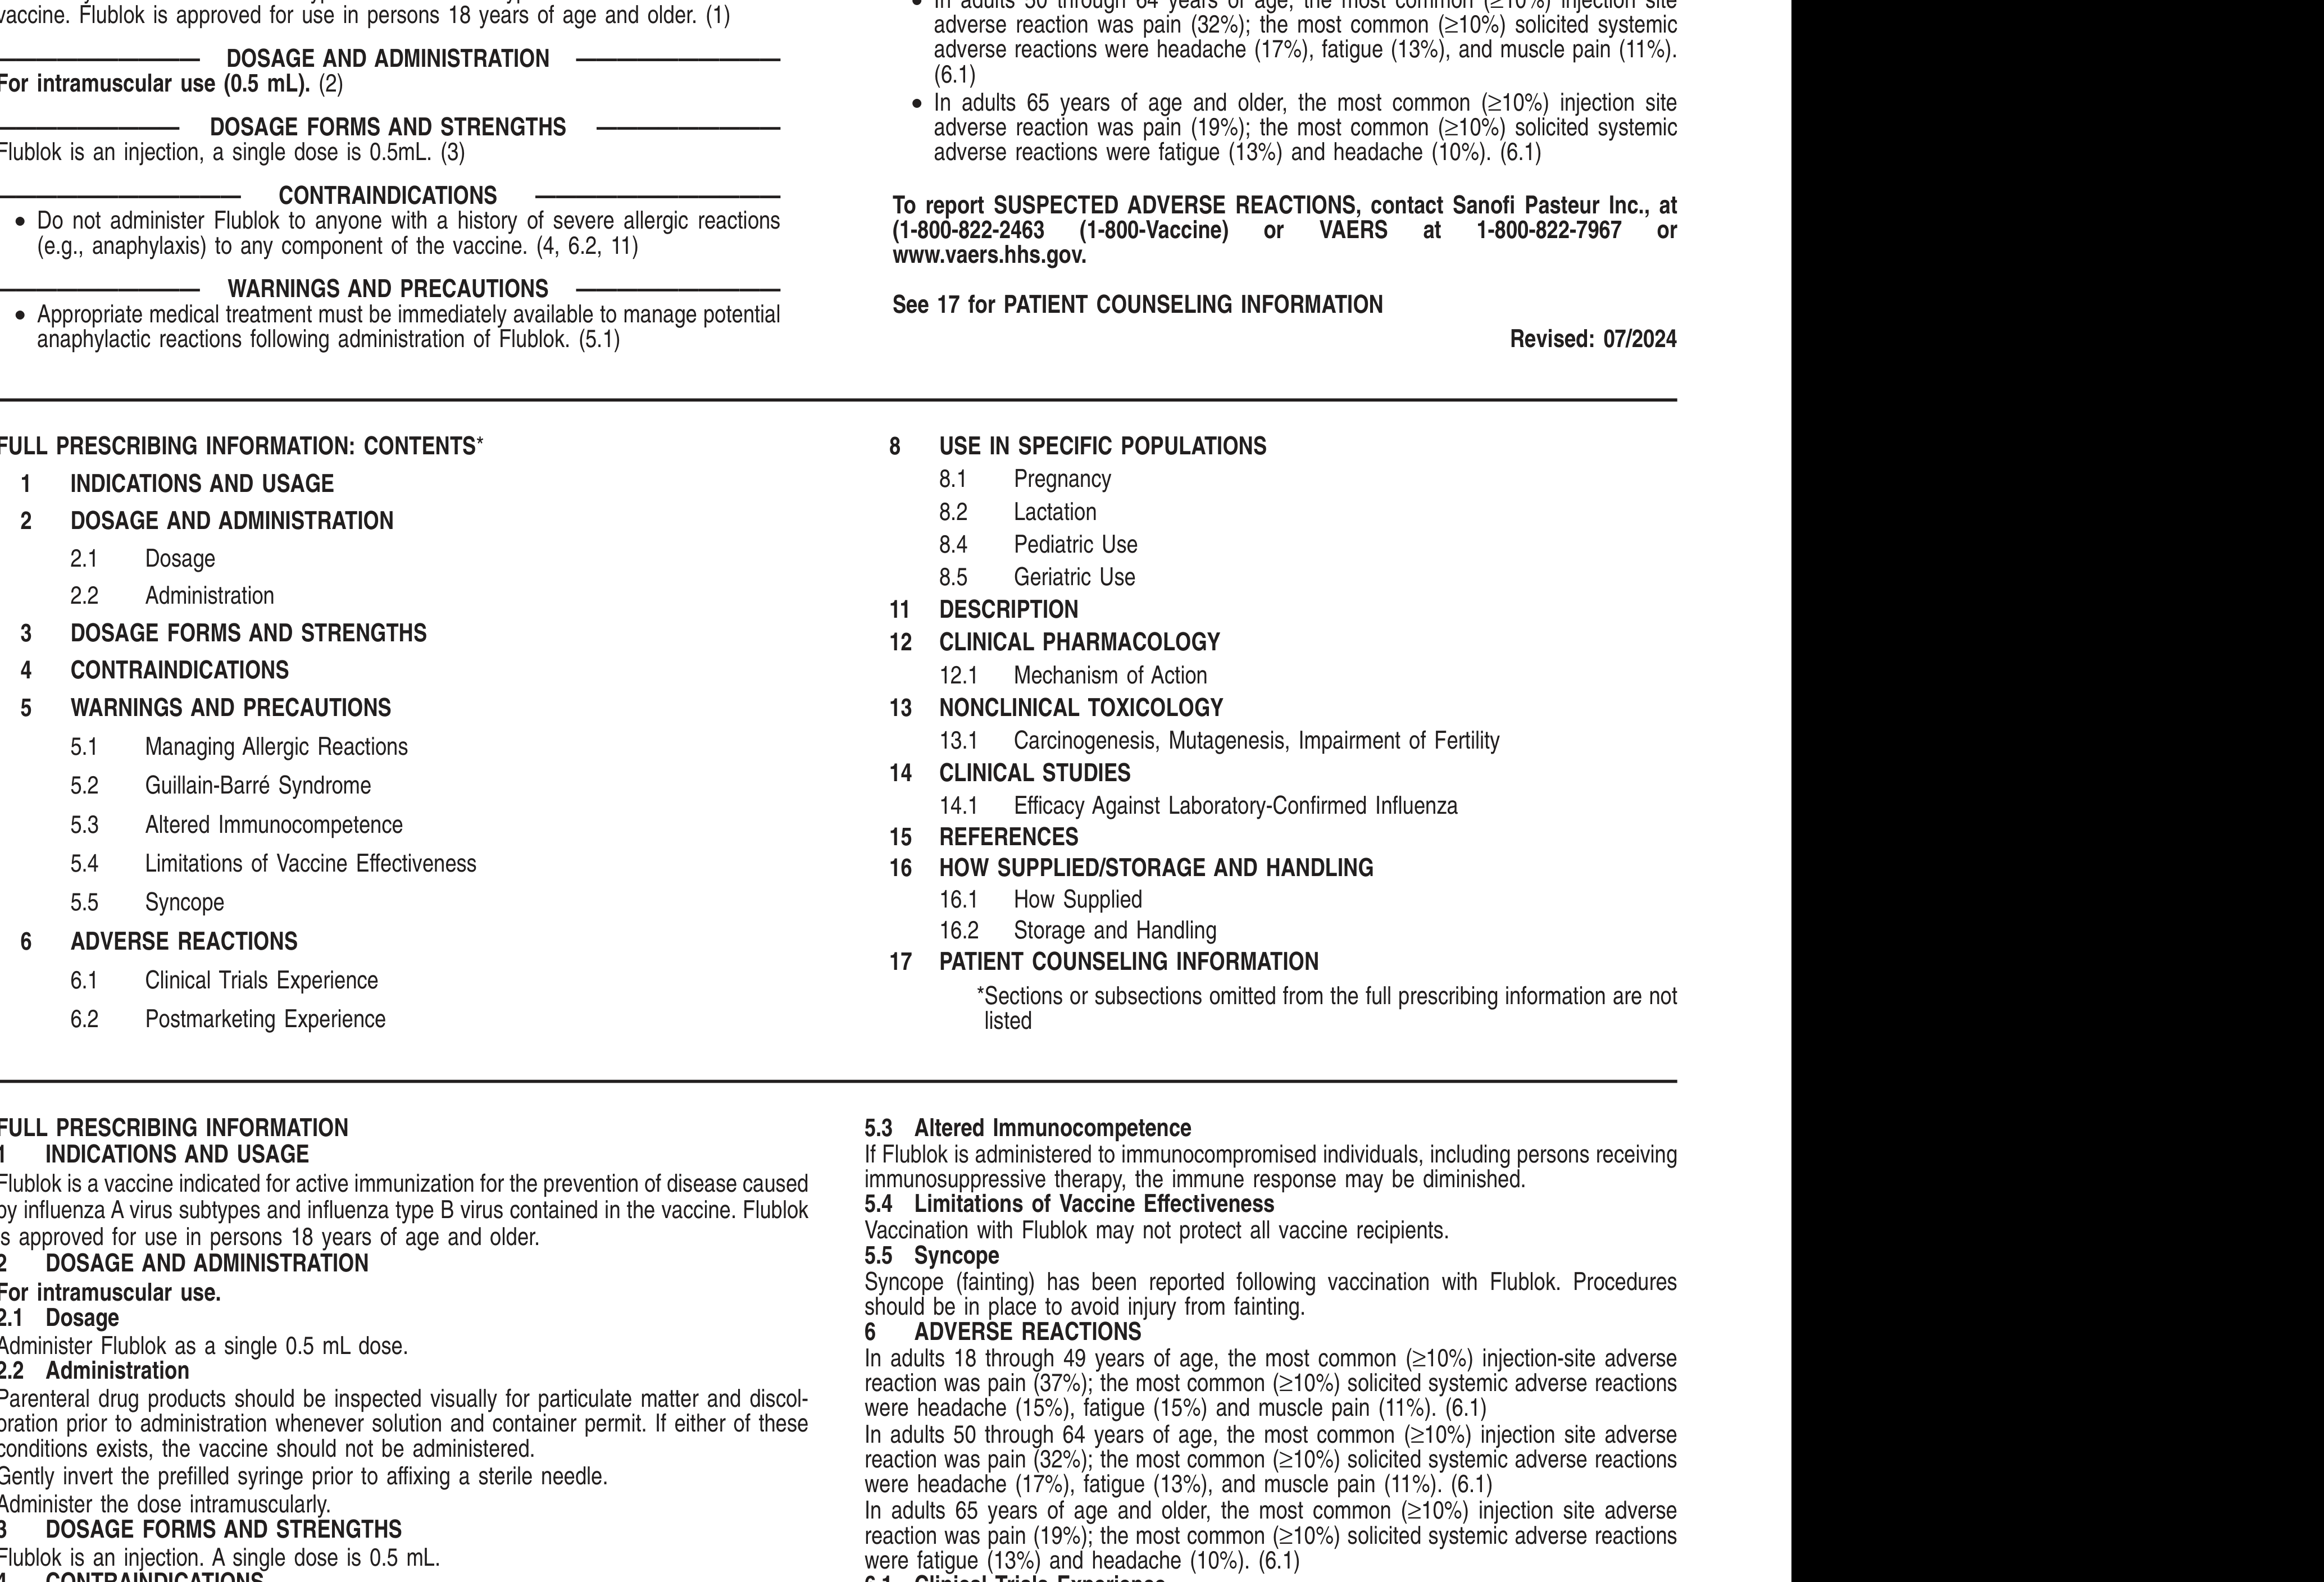 vaccine. Flublok is approved for use in persons 18 years of age and older. (1)
DOSAGE AND ADMINISTRATION
For intramuscular use (0.5 mL). (2)
DOSAGE FORMS AND STRENGTHS
Flublok is an injection, a single dose is 0.5mL. (3)
CONTRAINDICATIONS
• Do not administer Flublok to anyone with a history of severe allergic reactions
(e.g., anaphylaxis) to any component of the vaccine. (4, 6.2, 11)
WARNINGS AND PRECAUTIONS
• Appropriate medical treatment must be immediately available to manage potential
anaphylactic reactions following administration of Flublok. (5.1)
• In adults 50 through 64 years of age, the most common (≥10%) injection site
adverse reaction was pain (32%); the most common (≥10%) solicited systemic
adverse reactions were headache (17%), fatigue (13%), and muscle pain (11%).
(6.1)
• In adults 65 years of age and older, the most common (≥10%) injection site
adverse reaction was pain (19%); the most common (≥10%) solicited systemic
adverse reactions were fatigue (13%) and headache (10%). (6.1)
To report SUSPECTED ADVERSE REACTIONS, contact Sanofi Pasteur Inc., at
(1-800-822-2463 (1-800-Vaccine) or VAERS at 1-800-822-7967 or
www.vaers.hhs.gov.
See 17 for PATIENT COUNSELING INFORMATION
Revised: 07/2024
FULL PRESCRIBING INFORMATION: CONTENTS*
1 INDICATIONS AND USAGE
2 DOSAGE AND ADMINISTRATION
2.1 Dosage
2.2 Administration
3 DOSAGE FORMS AND STRENGTHS
4 CONTRAINDICATIONS
5 WARNINGS AND PRECAUTIONS
5.1 Managing Allergic Reactions
5.2 Guillain-Barré Syndrome
5.3 Altered Immunocompetence
5.4 Limitations of Vaccine Effectiveness
5.5 Syncope
6 ADVERSE REACTIONS
6.1 Clinical Trials Experience
6.2 Postmarketing Experience
8 USE IN SPECIFIC POPULATIONS
8.1 Pregnancy
8.2 Lactation
8.4 Pediatric Use
8.5 Geriatric Use
11 DESCRIPTION
12 CLINICAL PHARMACOLOGY
12.1 Mechanism of Action
13 NONCLINICAL TOXICOLOGY
13.1 Carcinogenesis, Mutagenesis, Impairment of Fertility
14 CLINICAL STUDIES
14.1 Efficacy Against Laboratory-Confirmed Influenza
15 REFERENCES
16 HOW SUPPLIED/STORAGE AND HANDLING
16.1 How Supplied
16.2 Storage and Handling
17 PATIENT COUNSELING INFORMATION
*Sections or subsections omitted from the full prescribing information are not
listed
FULL PRESCRIBING INFORMATION
1 INDICATIONS AND USAGE
Flublok is a vaccine indicated for active immunization for the prevention of disease caused
by influenza A virus subtypes and influenza type B virus contained in the vaccine. Flublok
is approved for use in persons 18 years of age and older.
2 DOSAGE AND ADMINISTRATION
For intramuscular use.
2.1 Dosage
Administer Flublok as a single 0.5 mL dose.
2.2 Administration
Parenteral drug products should be inspected visually for particulate matter and discol-
oration prior to administration whenever solution and container permit. If either of these
conditions exists, the vaccine should not be administered.
Gently invert the prefilled syringe prior to affixing a sterile needle.
Administer the dose intramuscularly.
3 DOSAGE FORMS AND STRENGTHS
Flublok is an injection. A single dose is 0.5 mL.
4 CONTRAINDICATIONS
5.3 Altered Immunocompetence
If Flublok is administered to immunocompromised individuals, including persons receiving
immunosuppressive therapy, the immune response may be diminished.
5.4 Limitations of Vaccine Effectiveness
Vaccination with Flublok may not protect all vaccine recipients.
5.5 Syncope
Syncope (fainting) has been reported following vaccination with Flublok. Procedures
should be in place to avoid injury from fainting.
6 ADVERSE REACTIONS
In adults 18 through 49 years of age, the most common (≥10%) injection-site adverse
reaction was pain (37%); the most common (≥10%) solicited systemic adverse reactions
were headache (15%), fatigue (15%) and muscle pain (11%). (6.1)
In adults 50 through 64 years of age, the most common (≥10%) injection site adverse
reaction was pain (32%); the most common (≥10%) solicited systemic adverse reactions
were headache (17%), fatigue (13%), and muscle pain (11%). (6.1)
In adults 65 years of age and older, the most common (≥10%) injection site adverse
reaction was pain (19%); the most common (≥10%) solicited systemic adverse reactions
were fatigue (13%) and headache (10%). (6.1)
6.1 Clinical Trials Experience